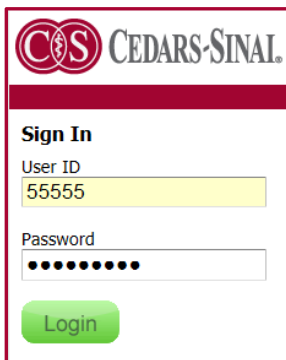 CS CEDARS-SINAI®
Sign In
User ID
55555
Password
●●●●●●●●●
Login